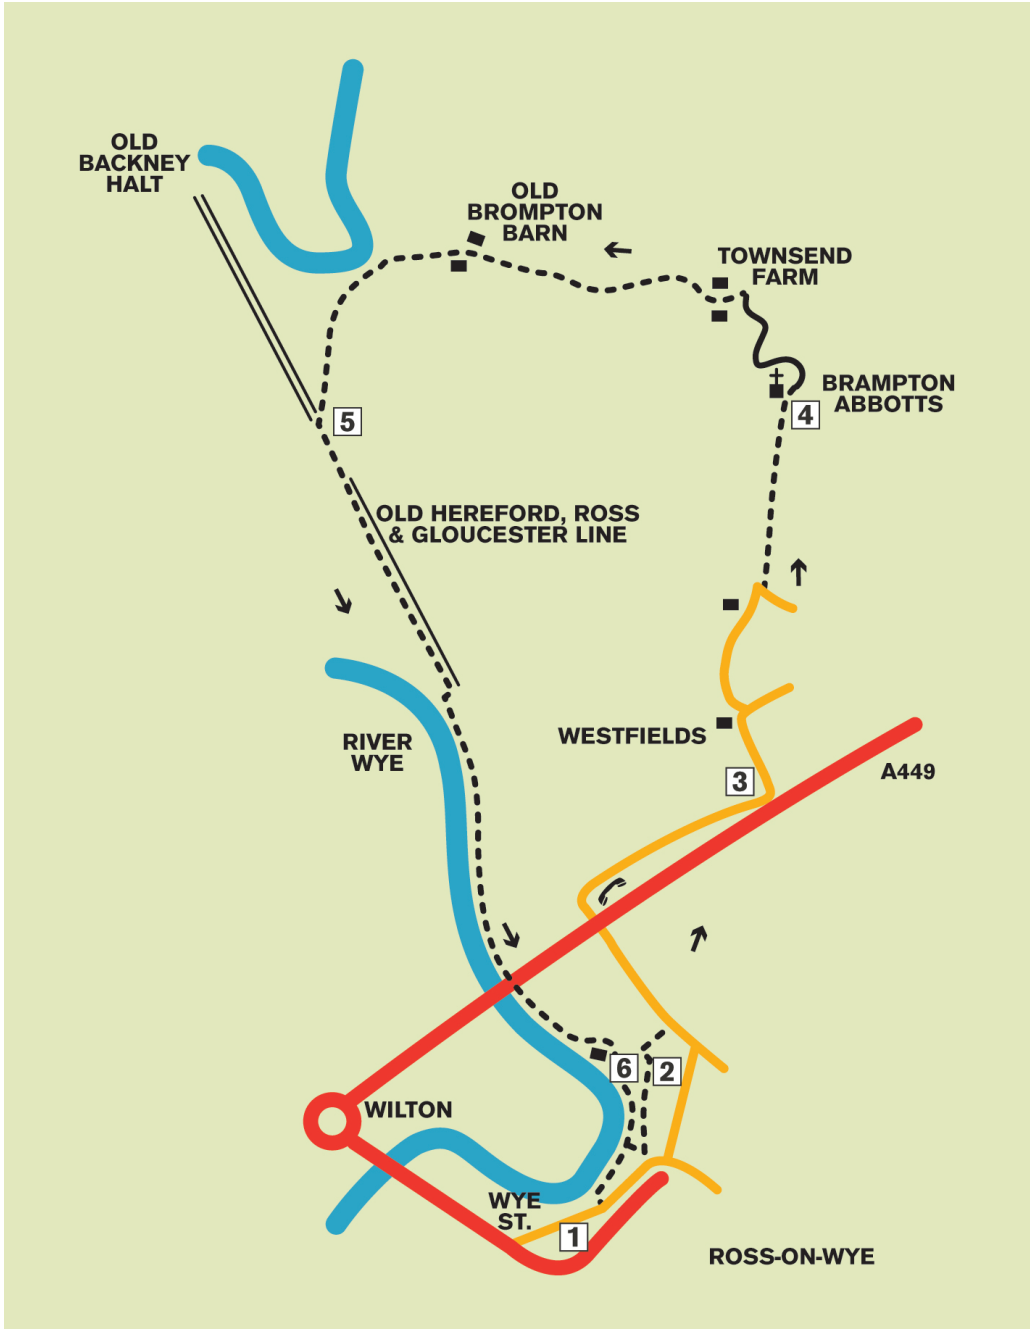 OLD
BACKNEY
HALT
OLD
BROMPTON
BARN
TOWNSEND
FARM
BRAMPTON
ABBOTTS
4
5
OLD HEREFORD, ROSS
& GLOUCESTER LINE
RIVER
WYE
WESTFIELDS
3
A449
6
2
WILTON
WYE
ST.
1
ROSS-ON-WYE